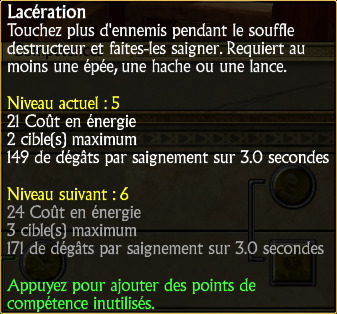 Lacération
Touchez plus d'ennemis pendant le souffle
destructeur et faites-les saigner. Requiert au
moins une épée, une hache ou une lance.
Niveau actuel : 5
21 Coût en énergie
2 cible(s) maximum
149 de dégâts par saignement sur 3.0 secondes
Niveau suivant : 6
24 Coût en énergie
3 cible(s) maximum
171 de dégâts par saignement sur 3.0 secondes
Appuyez pour ajouter des points de
compétence inutilisés.